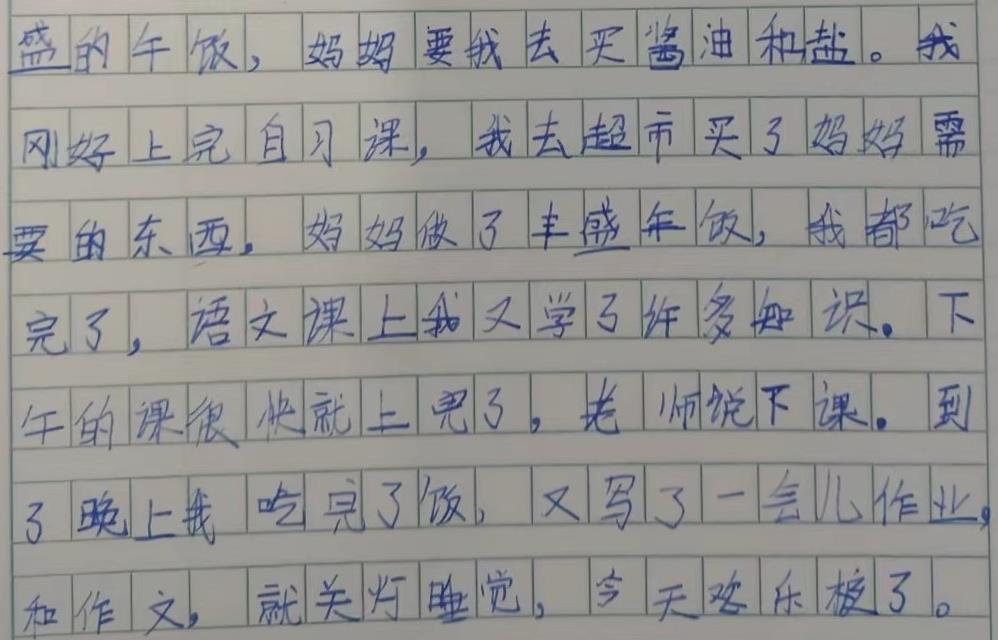 盛的午饭，妈妈要我去买酱油和盐。我
刚好上完自习课，我去超市买了妈妈需
要的东西，妈妈做了丰盛午饭，我都吃
完了，语文课上我又学了许多知识。下
午的课很快就上完了，老师说下课。到
了晚上我吃完了饭，又写了一会儿作业，
和作文，就关灯睡觉，今天欢乐极了。